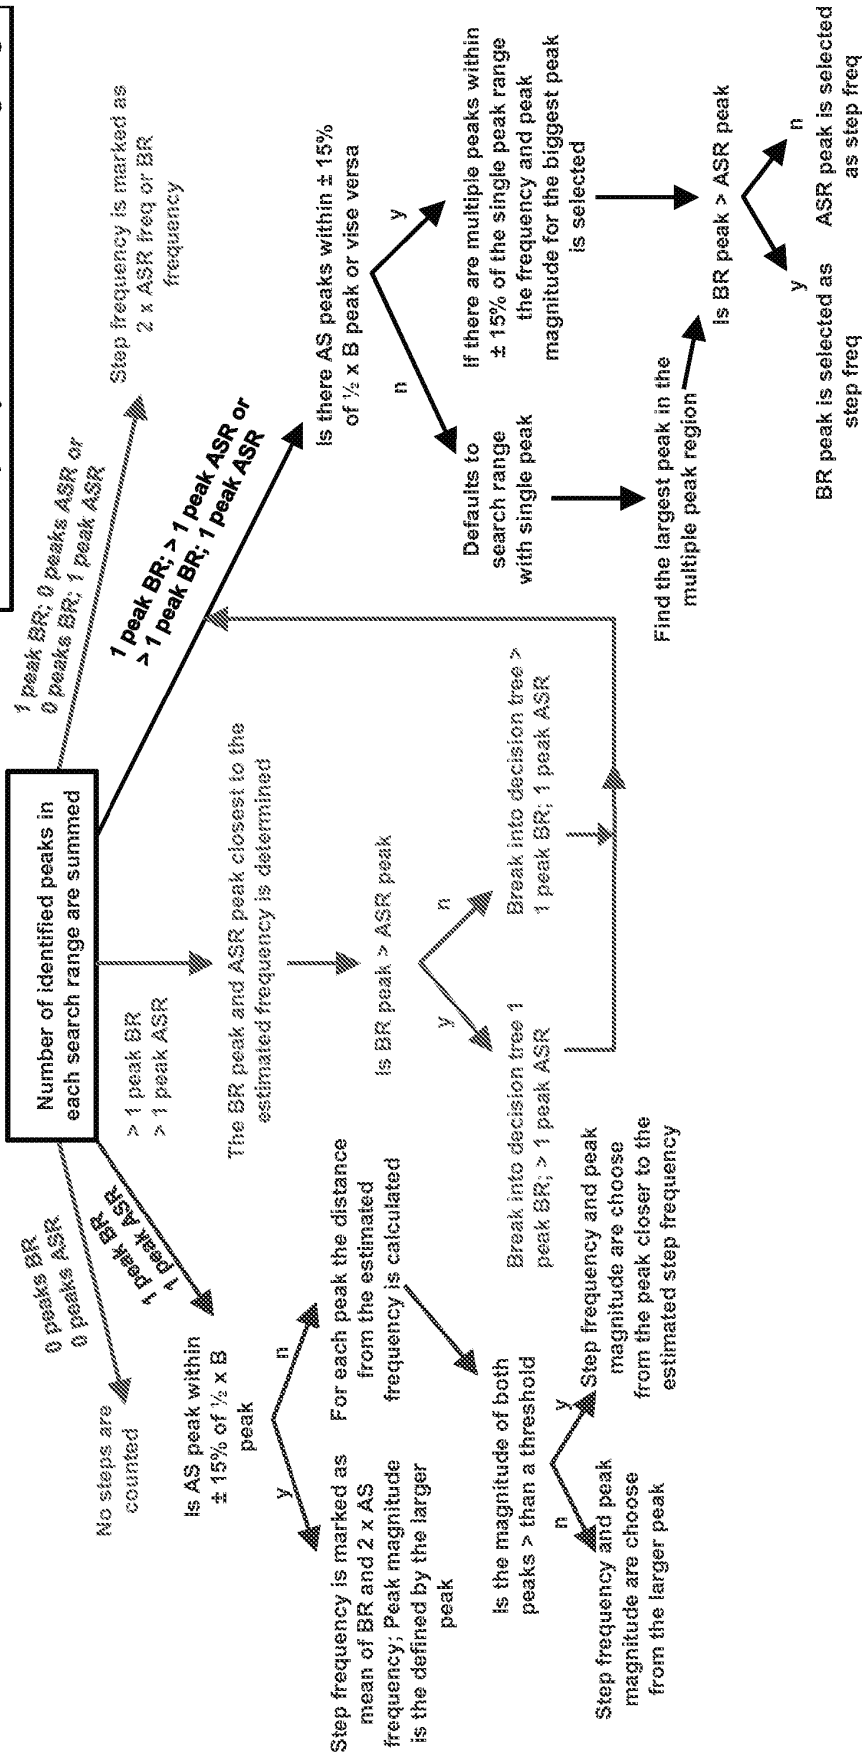 Number of identified peaks in
each search range are summed
0 peaks BR
0 peaks ASR
No steps are
counted
1 peak BR
1 peak ASR
Is AS peak within
± 15% of ½ x B
peak
y
n
Step frequency is marked as
mean of BR and 2 x AS
frequency; Peak magnitude
is the defined by the larger
peak
For each peak the distance
from the estimated
frequency is calculated
Is the magnitude of both
peaks > than a threshold
n
y
Step frequency and peak
magnitude are choose
from the larger peak
Step frequency and peak
magnitude are choose
from the peak closer to the
estimated step frequency
> 1 peak BR
> 1 peak ASR
The BR peak and ASR peak closest to the
estimated frequency is determined
Is BR peak > ASR peak
y
n
Break into decision tree 1
peak BR; > 1 peak ASR
Break into decision tree >
1 peak BR; 1 peak ASR
1 peak BR; > 1 peak ASR or
> 1 peak BR; 1 peak ASR
Is there AS peaks within ± 15%
of ½ x B peak or vise versa
n
y
Defaults to
search range
with single peak
If there are multiple peaks within
± 15% of the single peak range
the frequency and peak
magnitude for the biggest peak
is selected
Find the largest peak in the
multiple peak region
Is BR peak > ASR peak
y
n
BR peak is selected as
step freq
ASR peak is selected
as step freq
1 peak BR; 0 peaks ASR or
0 peaks BR; 1 peak ASR
Step frequency is marked as
2 x ASR freq or BR
frequency